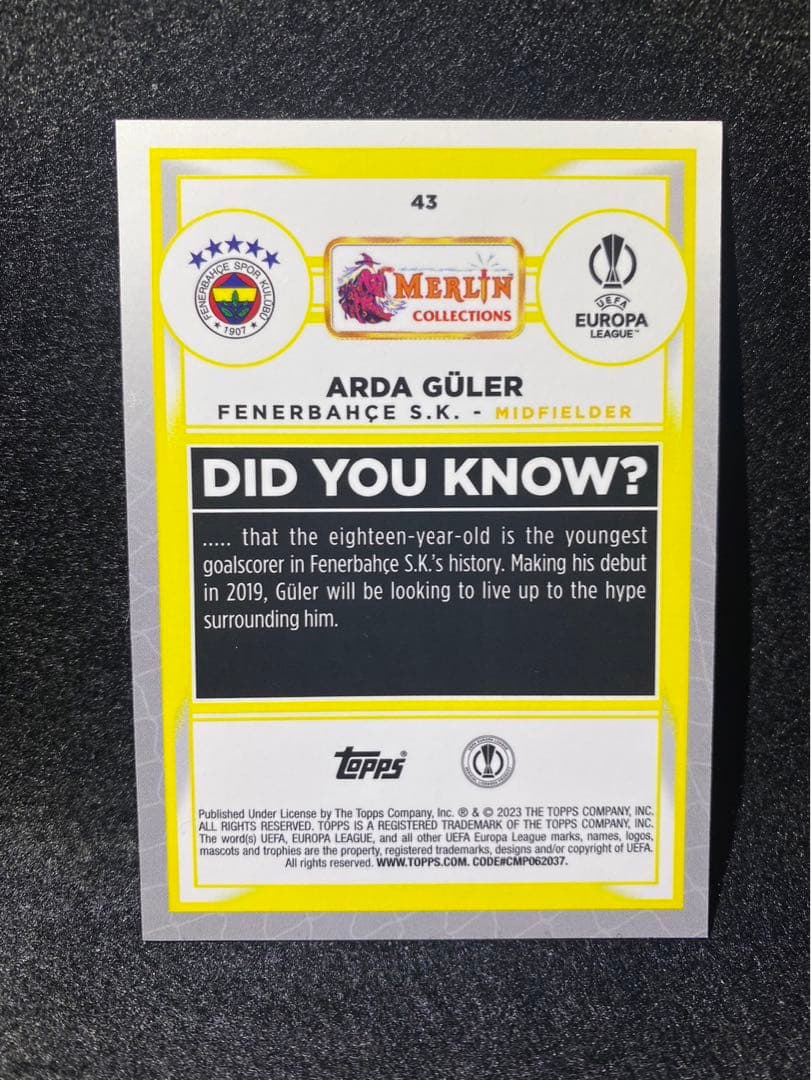 43
FENERBAHÇE SPOR KULÜBÜ
★ 1907 ★
MERLIN
COLLECTIONS
UEFA
EUROPA
LEAGUE™
ARDA GÜLER
FENERBAHÇE S.K. - MIDFIELDER
DID YOU KNOW?
..... that the eighteen-year-old is the youngest
goalscorer in Fenerbahçe S.K.'s history. Making his debut
in 2019, Güler will be looking to live up to the hype
surrounding him.
Topps®
Published Under License by The Topps Company, Inc. ® & © 2023 THE TOPPS COMPANY, INC.
ALL RIGHTS RESERVED. TOPPS IS A REGISTERED TRADEMARK OF THE TOPPS COMPANY, INC.
The word(s) UEFA, EUROPA LEAGUE, and all other UEFA Europa League marks, names, logos,
mascots and trophies are the property, registered trademarks, designs and/or copyright of UEFA.
All rights reserved. WWW.TOPPS.COM. CODE#CMP062037.